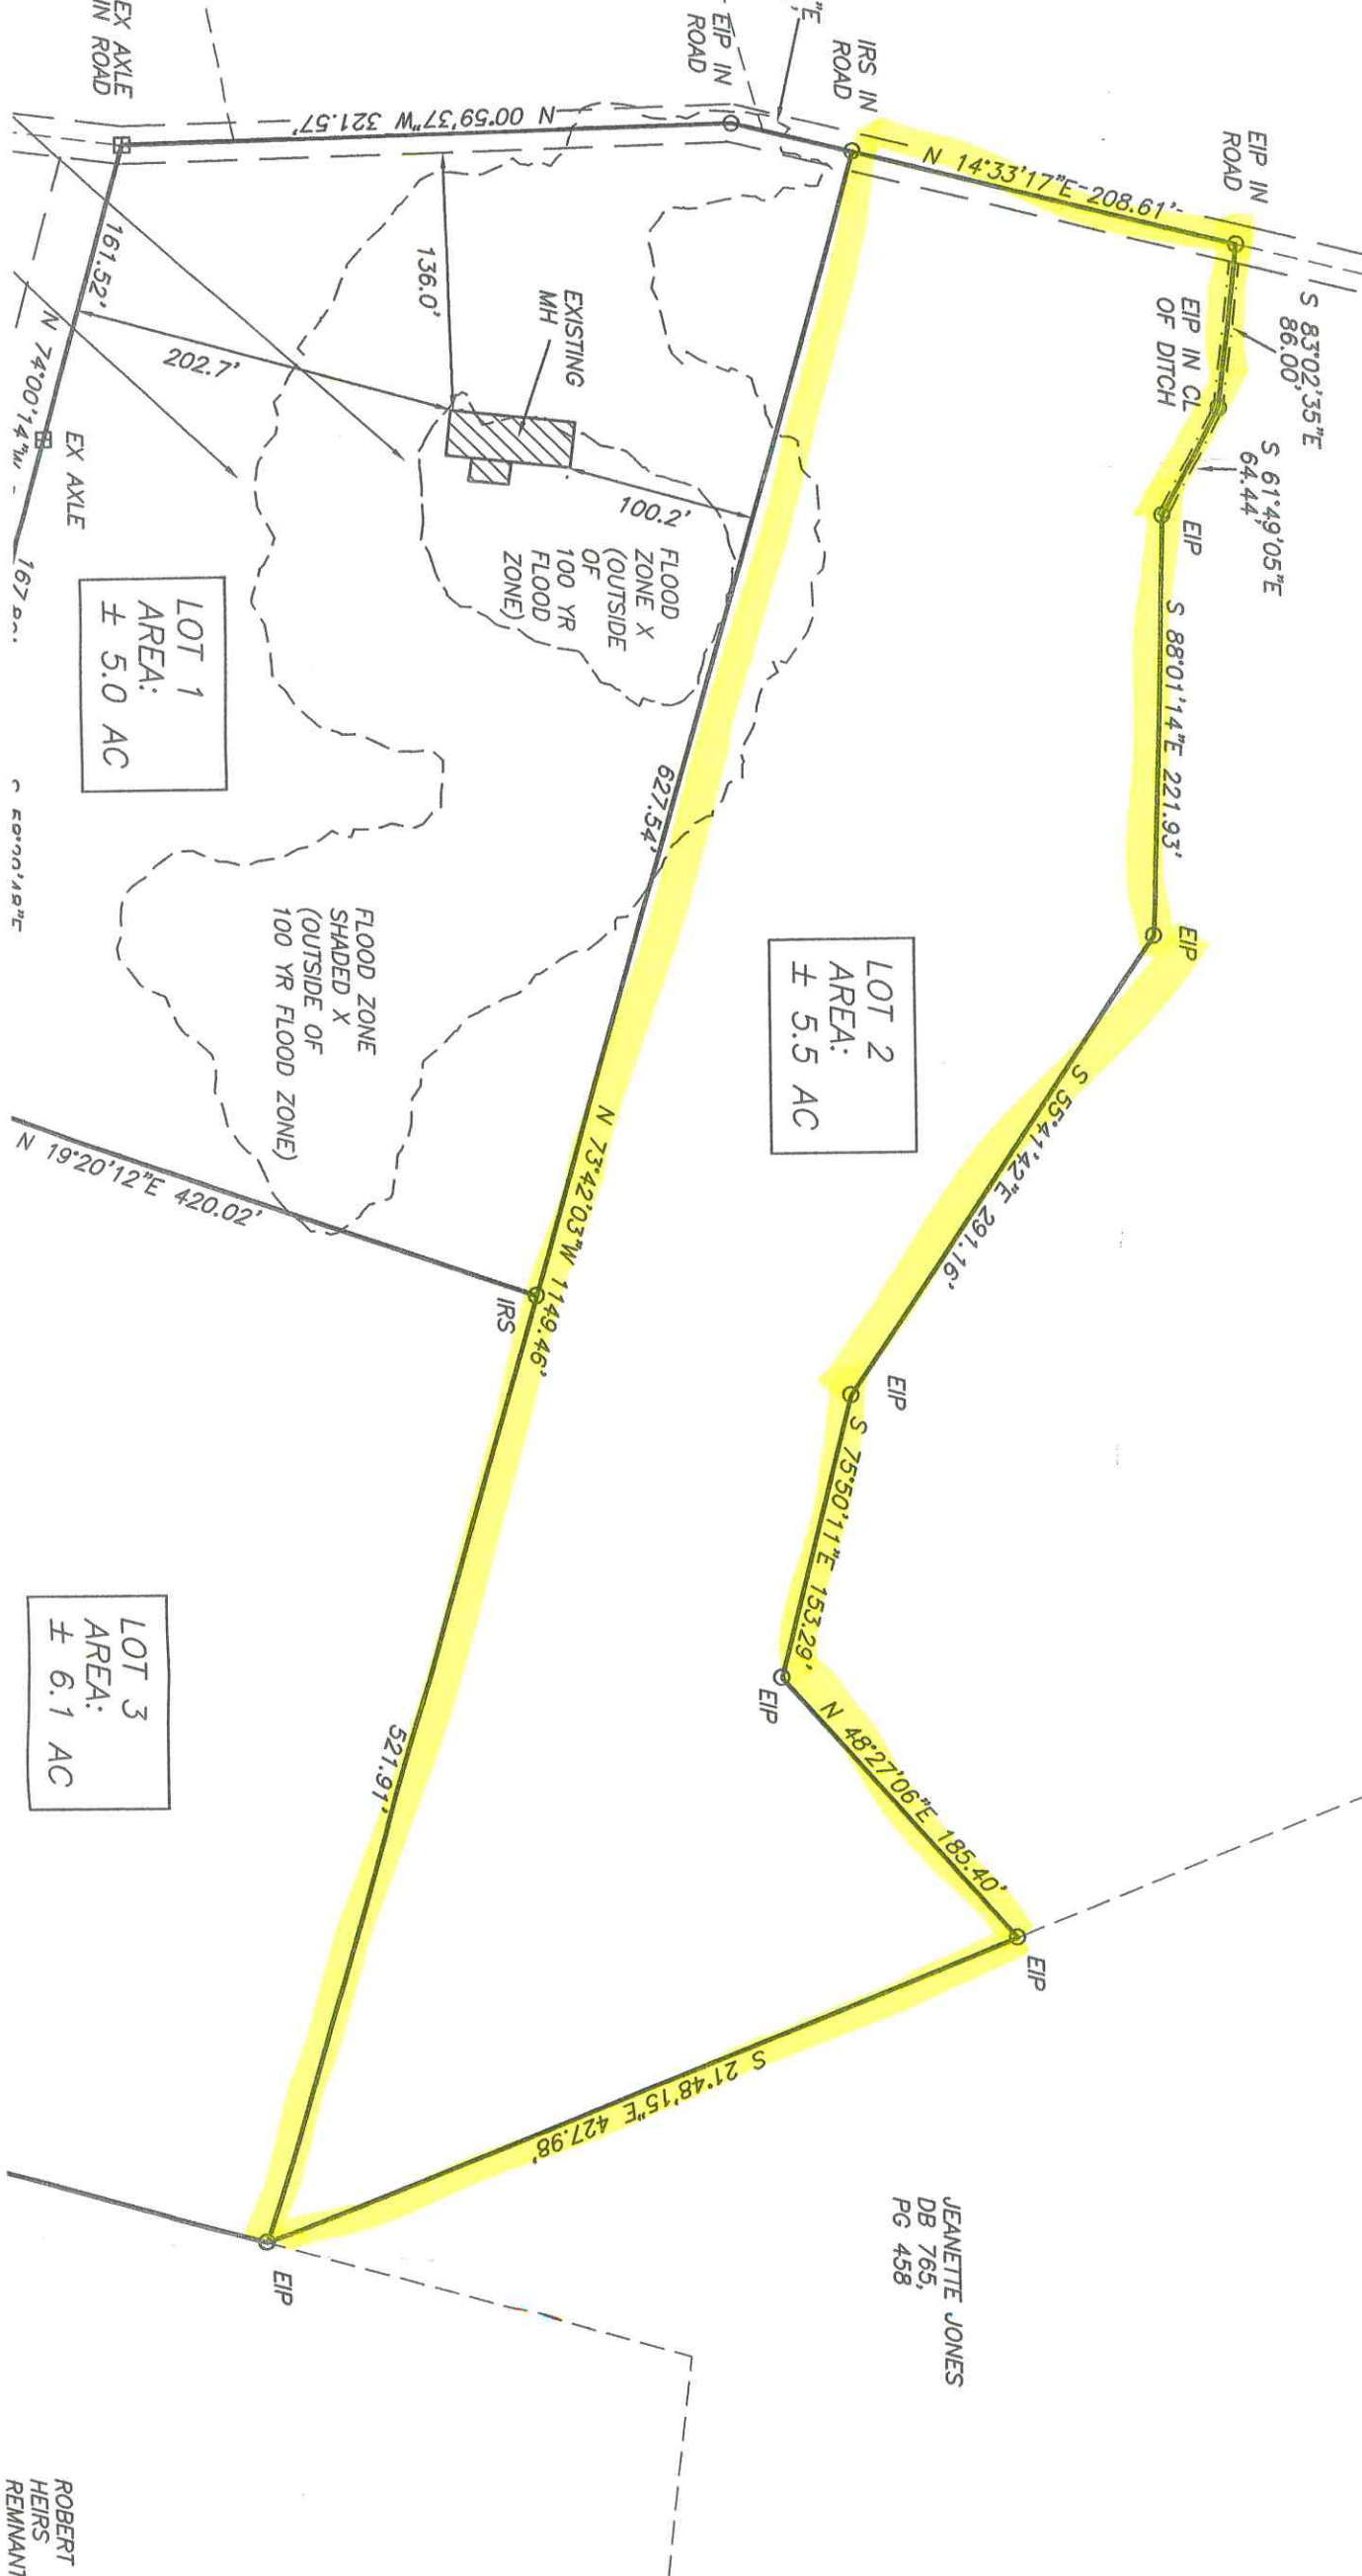 S 83°02'35"E
86.00'
S 61°49'05"E
64.44'
EIP IN
ROAD
N 14°33'17"E 208.61'
EIP IN CL
OF DITCH
EIP
S 88°01'14"E 221.93'
EIP
S 55°41'42"E 291.16'
EIP
S 75°50'11"E 153.29'
EIP
N 48°27'06"E 185.40'
EIP
S 21°48'15"E 427.98'
JEANETTE JONES
DB 765,
PG 458
LOT 2
AREA:
± 5.5 AC
"E
IRS IN
ROAD
EIP IN
ROAD
N 00°59'37"W 321.57'
EX AXLE
IN ROAD
136.0'
EXISTING
MH
100.2'
202.7'
161.52'
N 74°00'14"W
EX AXLE
FLOOD
ZONE X
(OUTSIDE
OF
100 YR
FLOOD
ZONE)
627.54'
N 73°42'03"W 1149.46'
IRS
521.91'
EIP
LOT 1
AREA:
± 5.0 AC
FLOOD ZONE
SHADED X
(OUTSIDE OF
100 YR FLOOD ZONE)
N 19°20'12"E 420.02'
LOT 3
AREA:
± 6.1 AC
ROBERT
HEIRS
REMNANT